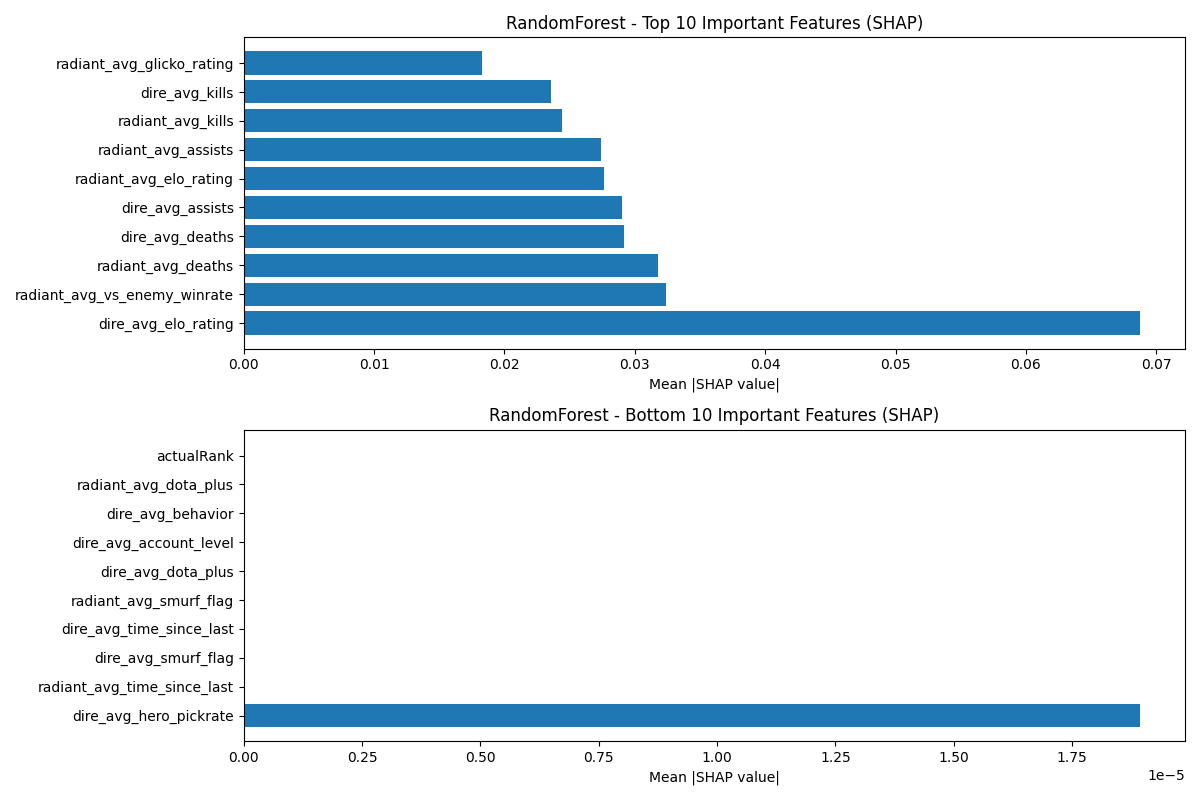 RandomForest - Top 10 Important Features (SHAP)
radiant_avg_glicko_rating
dire_avg_kills
radiant_avg_kills
radiant_avg_assists
radiant_avg_elo_rating
dire_avg_assists
dire_avg_deaths
radiant_avg_deaths
radiant_avg_vs_enemy_winrate
dire_avg_elo_rating
0.00 0.01 0.02 0.03 0.04 0.05 0.06 0.07
Mean |SHAP value|
RandomForest - Bottom 10 Important Features (SHAP)
actualRank
radiant_avg_dota_plus
dire_avg_behavior
dire_avg_account_level
dire_avg_dota_plus
radiant_avg_smurf_flag
dire_avg_time_since_last
dire_avg_smurf_flag
radiant_avg_time_since_last
dire_avg_hero_pickrate
0.00 0.25 0.50 0.75 1.00 1.25 1.50 1.75
1e−5
Mean |SHAP value|